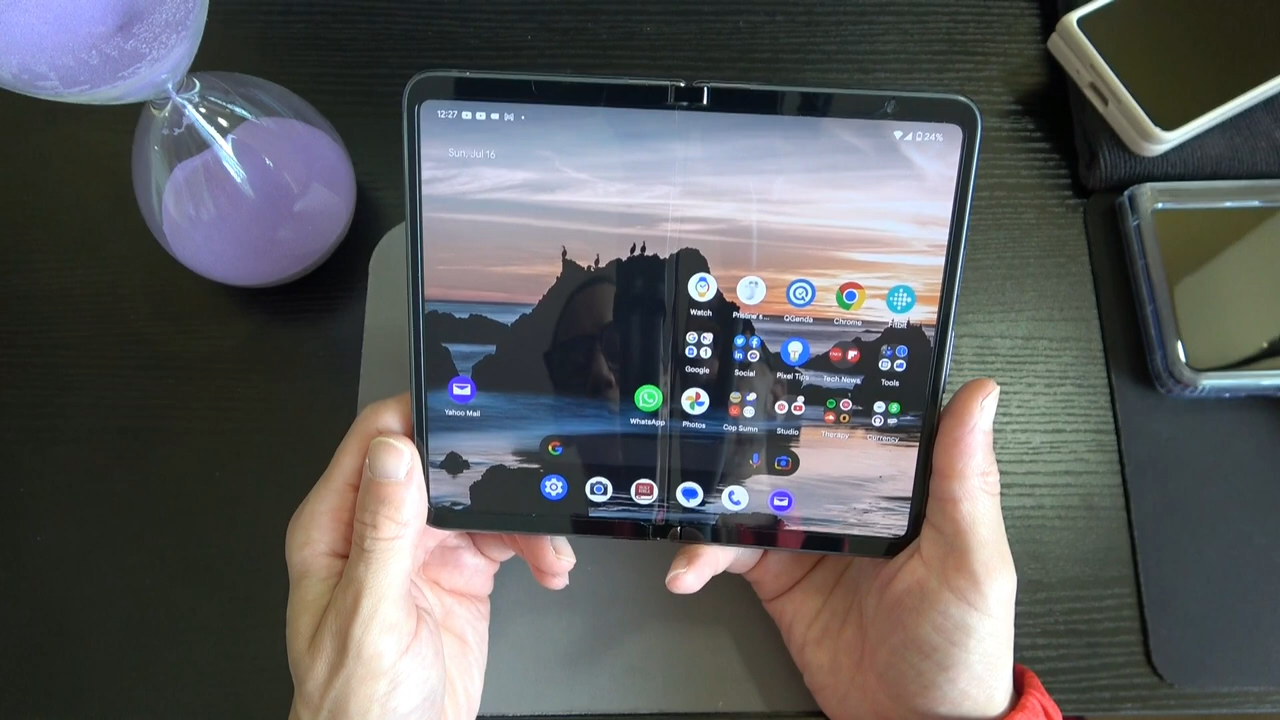 12:27
24%
Sun, Jul 16
Watch
Pristine's...
QGenda
Chrome
Fitbit
Google
Social
Pixel Tips
Tech News
Tools
Yahoo Mail
WhatsApp
Photos
Cop Sumn
Studio
Therapy
Currency